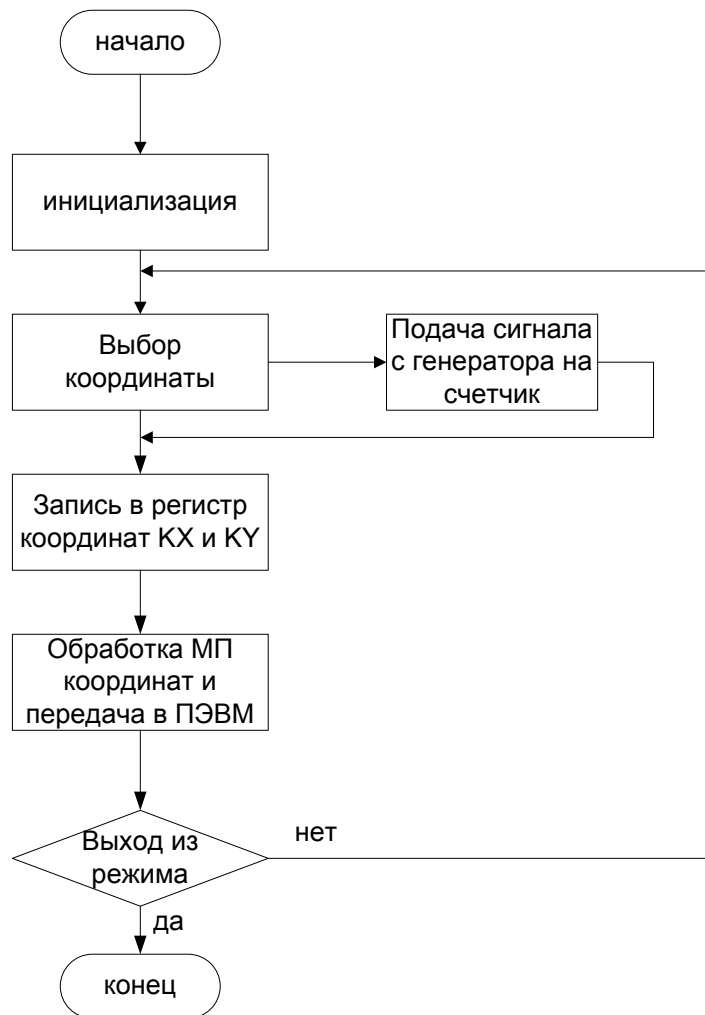 начало
инициализация
Выбор
координаты
Подача сигнала
с генератора на
счетчик
Запись в регистр
координат KX и KY
Обработка МП
координат и
передача в ПЭВМ
Выход из
режима
нет
да
конец